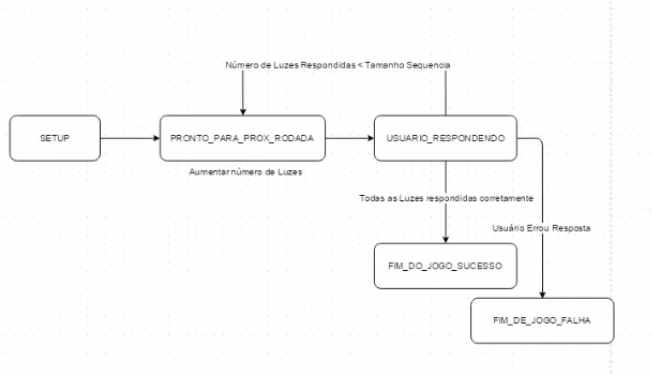 Número de Luzes Respondidas < Tamanho Sequencia
SETUP
PRONTO_PARA_PROX_RODADA
USUARIO_RESPONDENDO
Aumentar número de Luzes
Todas as Luzes respondidas corretamente
Usuário Errou Resposta
FIM_DO_JOGO_SUCESSO
FIM_DE_JOGO_FALHA